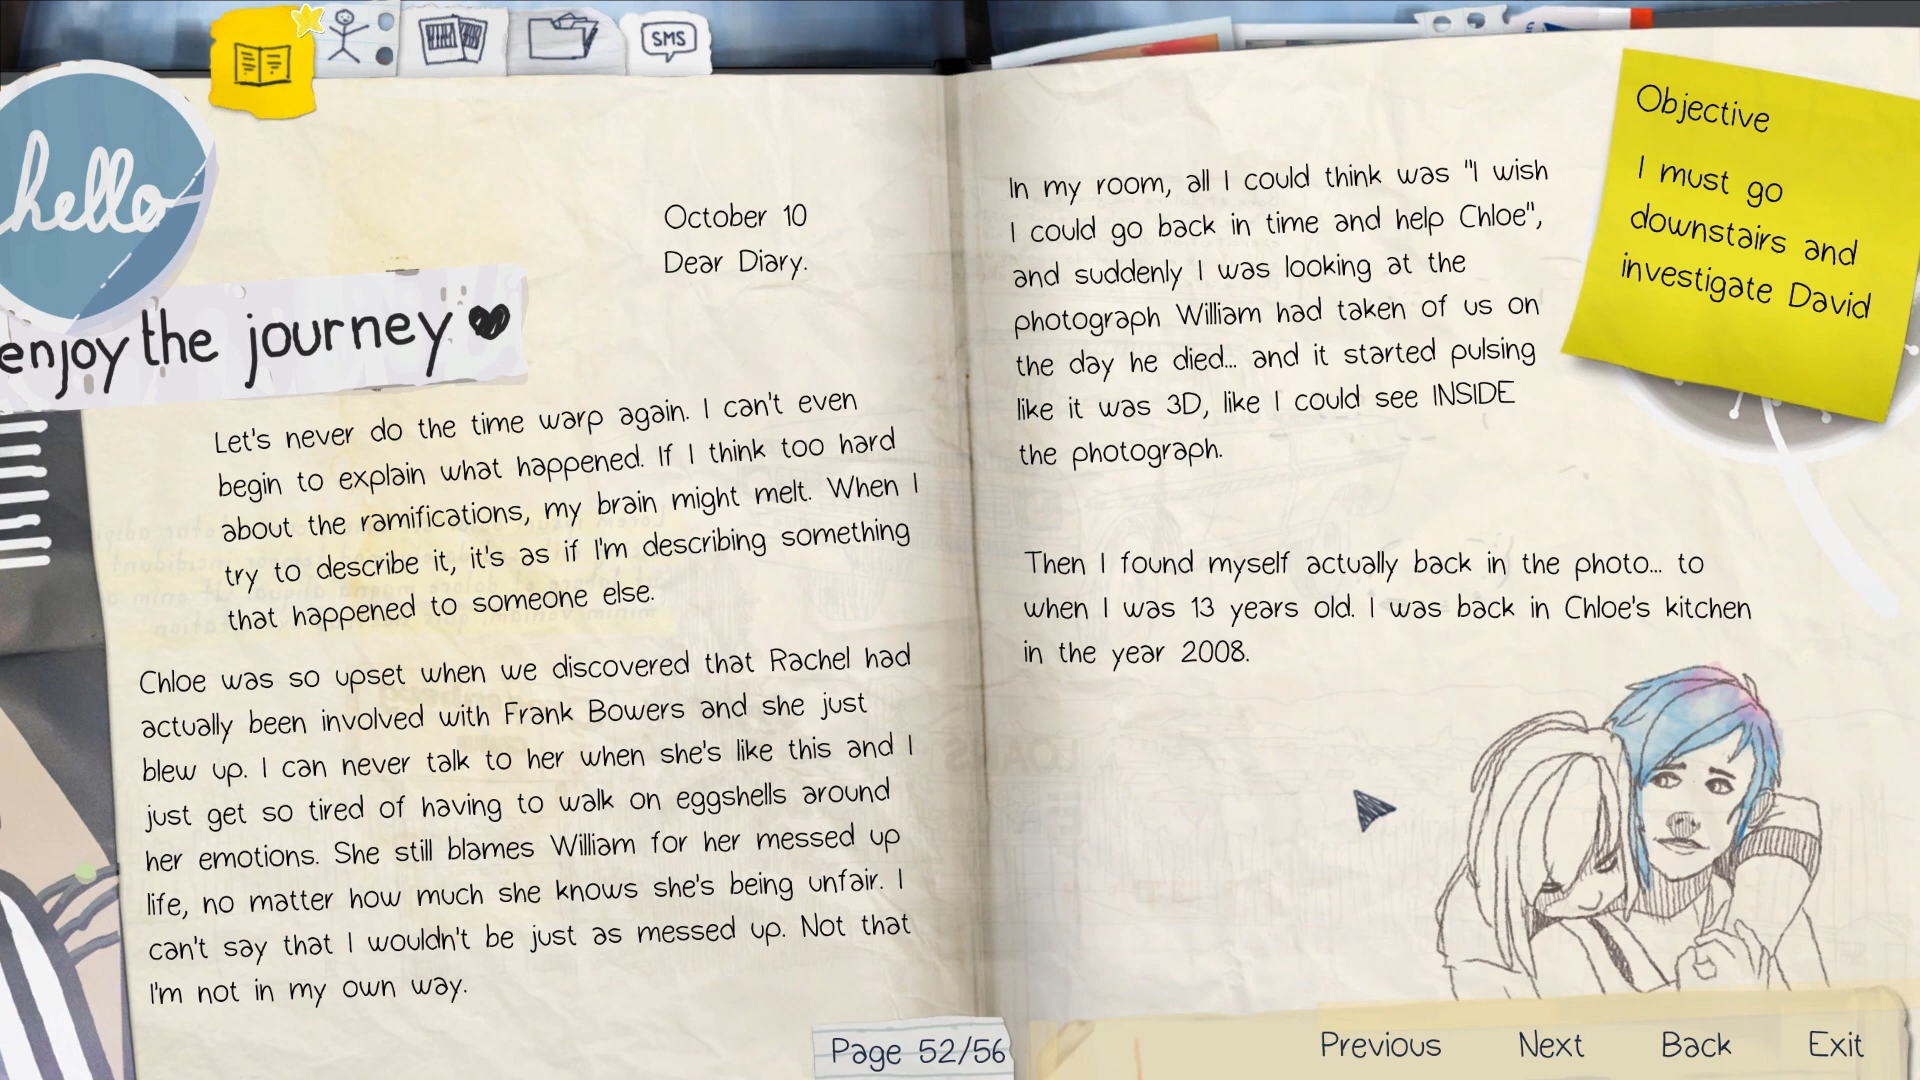 SMS
hello
enjoy the journey
October 10
Dear Diary.
Let's never do the time warp again. I can't even
begin to explain what happened. If I think too hard
about the ramifications, my brain might melt. When I
try to describe it, it's as if I'm describing something
that happened to someone else.
Chloe was so upset when we discovered that Rachel had
actually been involved with Frank Bowers and she just
blew up. I can never talk to her when she's like this and I
just get so tired of having to walk on eggshells around
her emotions. She still blames William for her messed up
life, no matter how much she knows she's being unfair. I
can't say that I wouldn't be just as messed up. Not that
I'm not in my own way.
Page 52/56
In my room, all I could think was "I wish
I could go back in time and help Chloe",
and suddenly I was looking at the
photograph William had taken of us on
the day he died... and it started pulsing
like it was 3D, like I could see INSIDE
the photograph.
Then I found myself actually back in the photo... to
when I was 13 years old. I was back in Chloe's kitchen
in the year 2008.
Objective
I must go
downstairs and
investigate David
Previous Next Back Exit